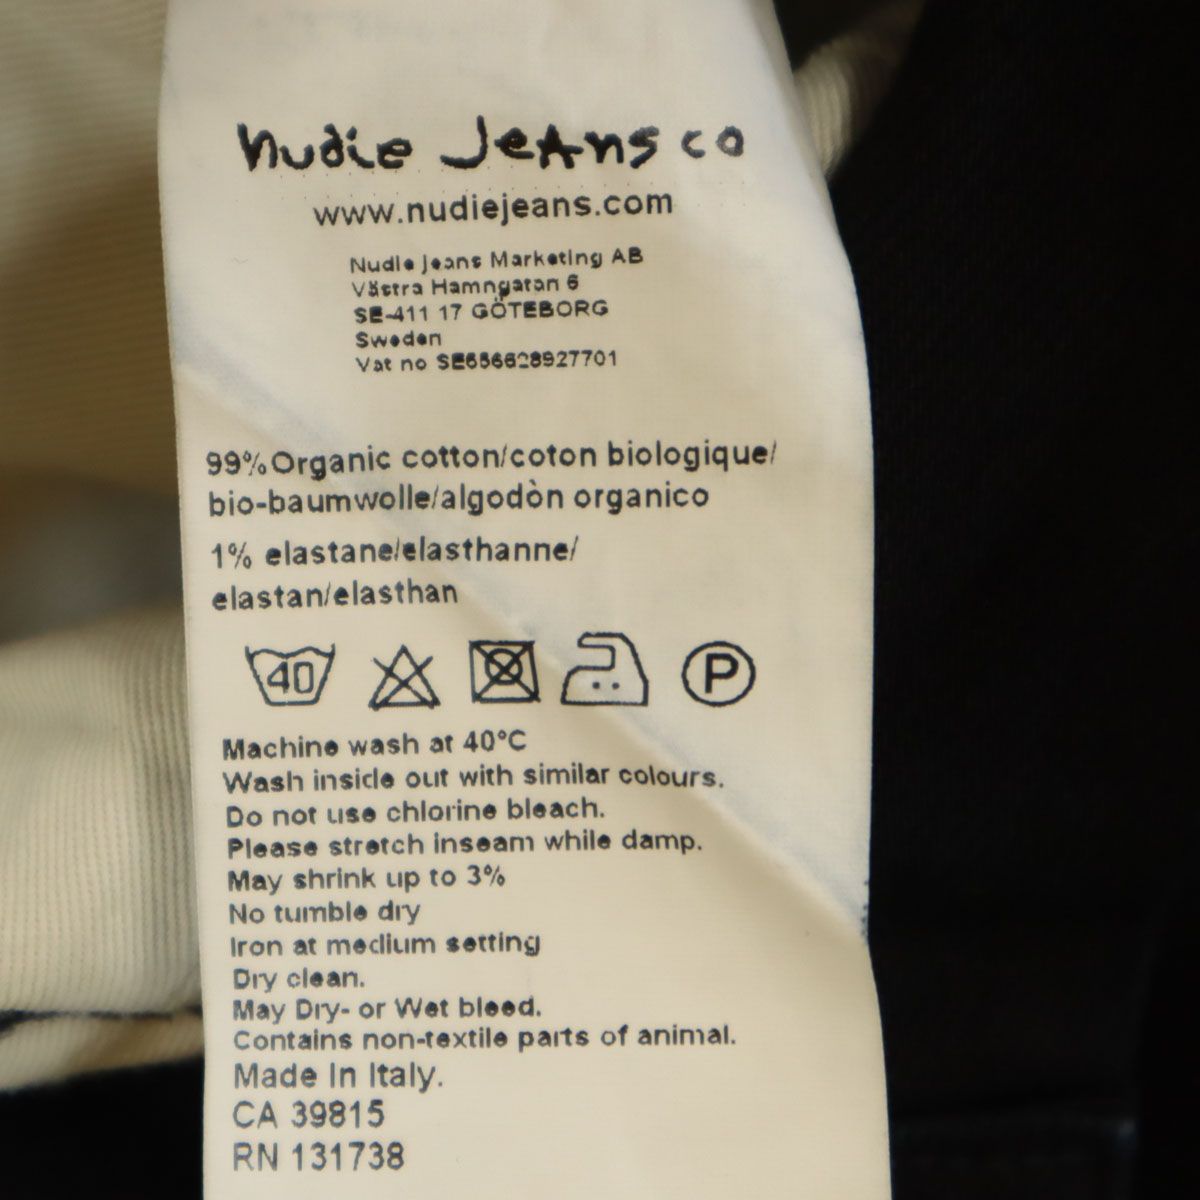 nudie Jeans co
www.nudiejeans.com
Nudie Jeans Marketing AB
Västra Hamngatan 6
SE-411 17 GÖTEBORG
Sweden
Vat no SE556628927701
99% Organic cotton/coton biologique/
bio-baumwolle/algodòn organico
1% elastane/elasthanne/
elastan/elasthan
40
P
Machine wash at 40°C
Wash inside out with similar colours.
Do not use chlorine bleach.
Please stretch inseam while damp.
May shrink up to 3%
No tumble dry
Iron at medium setting
Dry clean.
May Dry- or Wet bleed.
Contains non-textile parts of animal.
Made In Italy.
CA 39815
RN 131738